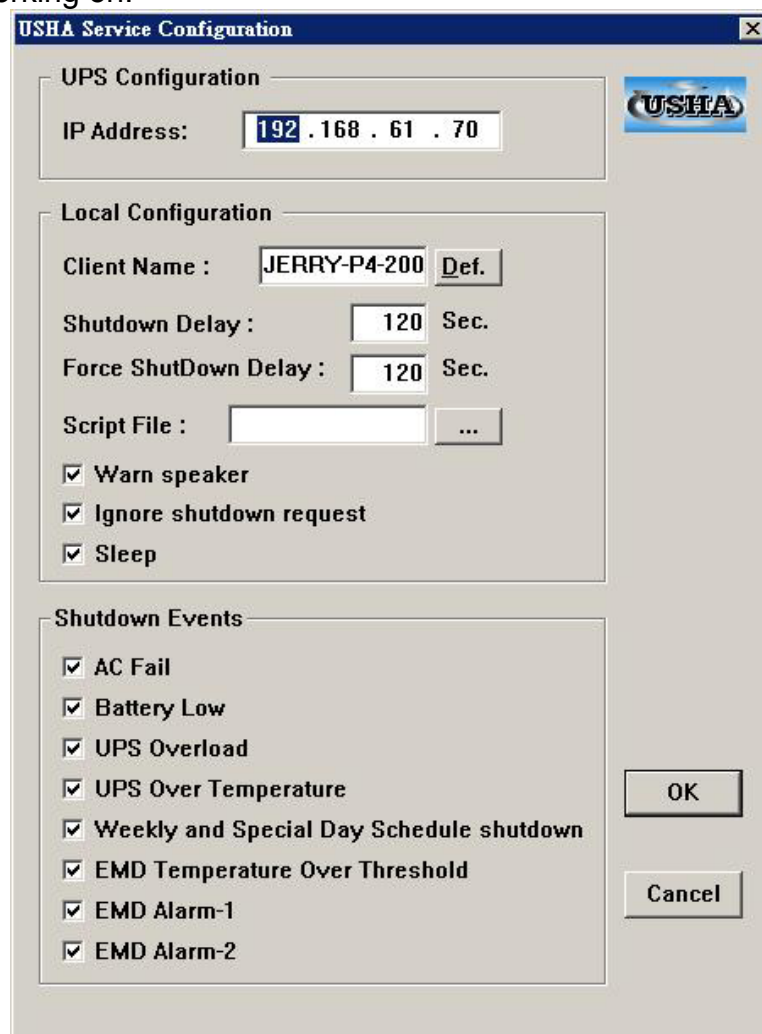 orking on.
USHA Service Configuration
UPS Configuration
USHA
IP Address: 192 . 168 . 61 . 70
Local Configuration
Client Name : JERRY-P4-200 Def.
Shutdown Delay : 120 Sec.
Force ShutDown Delay : 120 Sec.
Script File : ...
Warn speaker
Ignore shutdown request
Sleep
Shutdown Events
AC Fail
Battery Low
UPS Overload
UPS Over Temperature
OK
Weekly and Special Day Schedule shutdown
EMD Temperature Over Threshold
Cancel
EMD Alarm-1
EMD Alarm-2